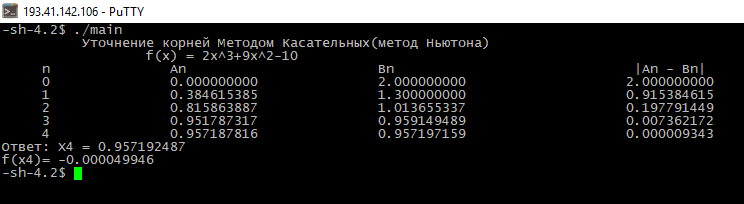 193.41.142.106 - PuTTY
-sh-4.2$ ./main
Уточнение корней Методом Касательных(метод Ньютона)
f(x) = 2x^3+9x^2-10
n An Bn |An - Bn|
0 0.000000000 2.000000000 2.000000000
1 0.384615385 1.300000000 0.915384615
2 0.815863887 1.013655337 0.197791449
3 0.951787317 0.959149489 0.007362172
4 0.957187816 0.957197159 0.000009343
Ответ: X4 = 0.957192487
f(x4)= -0.000049946
-sh-4.2$